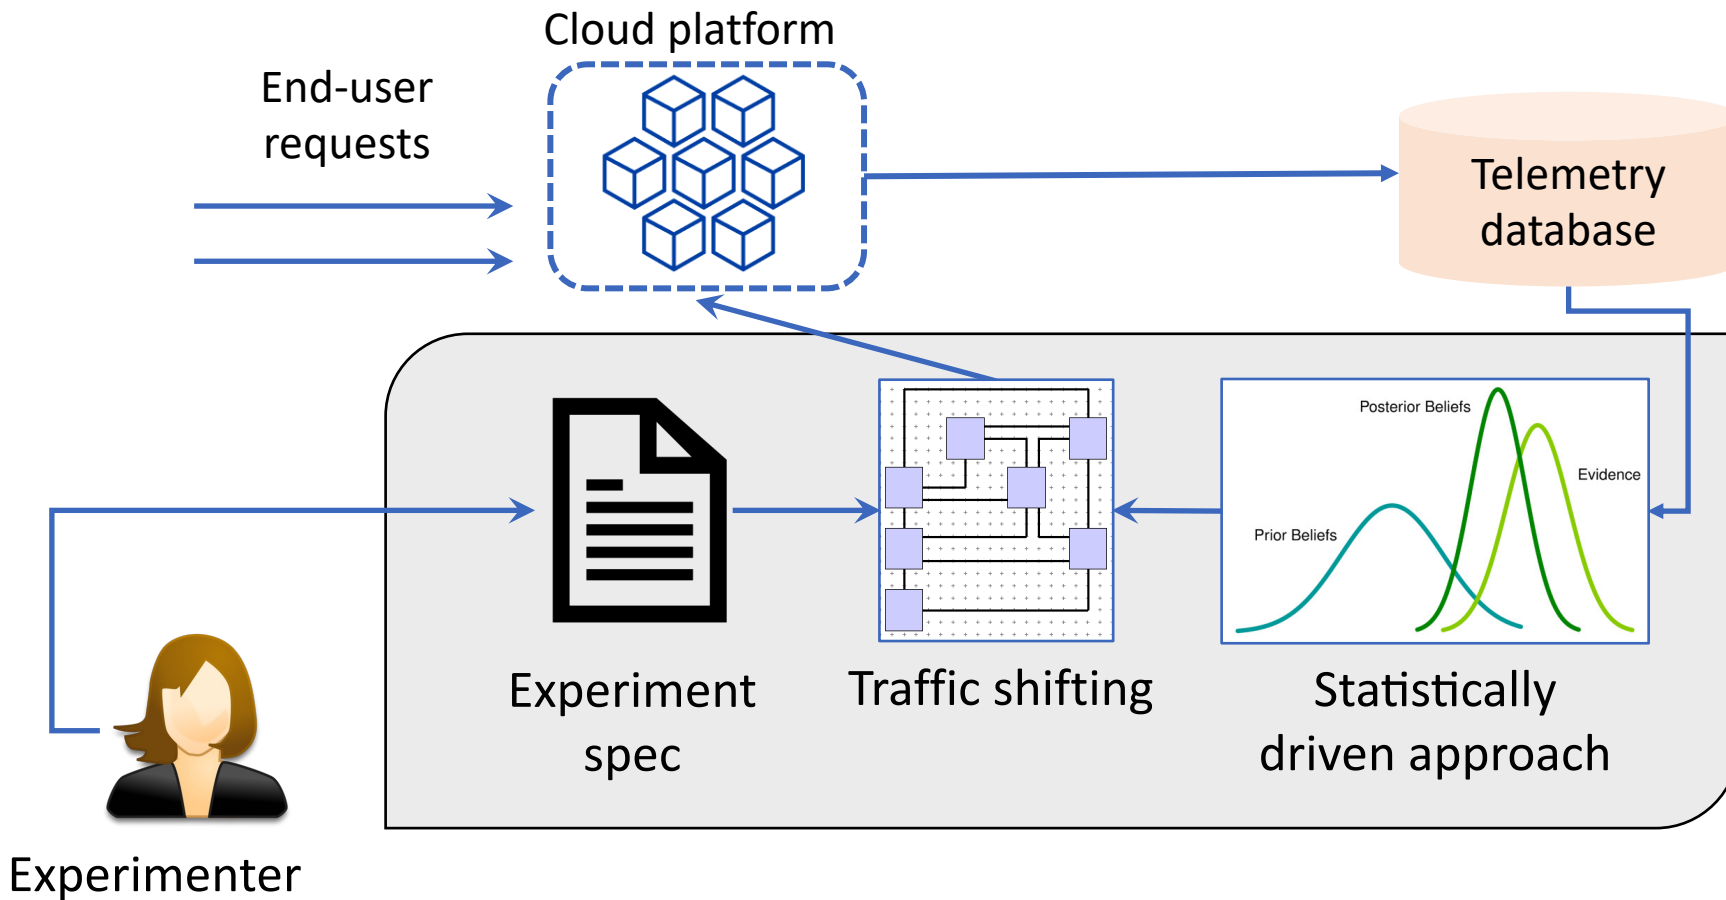 Cloud platform
End-user
requests
Telemetry
database
Posterior Beliefs
Evidence
Prior Beliefs
Experiment
spec
Traffic shifting
Statistically
driven approach
Experimenter